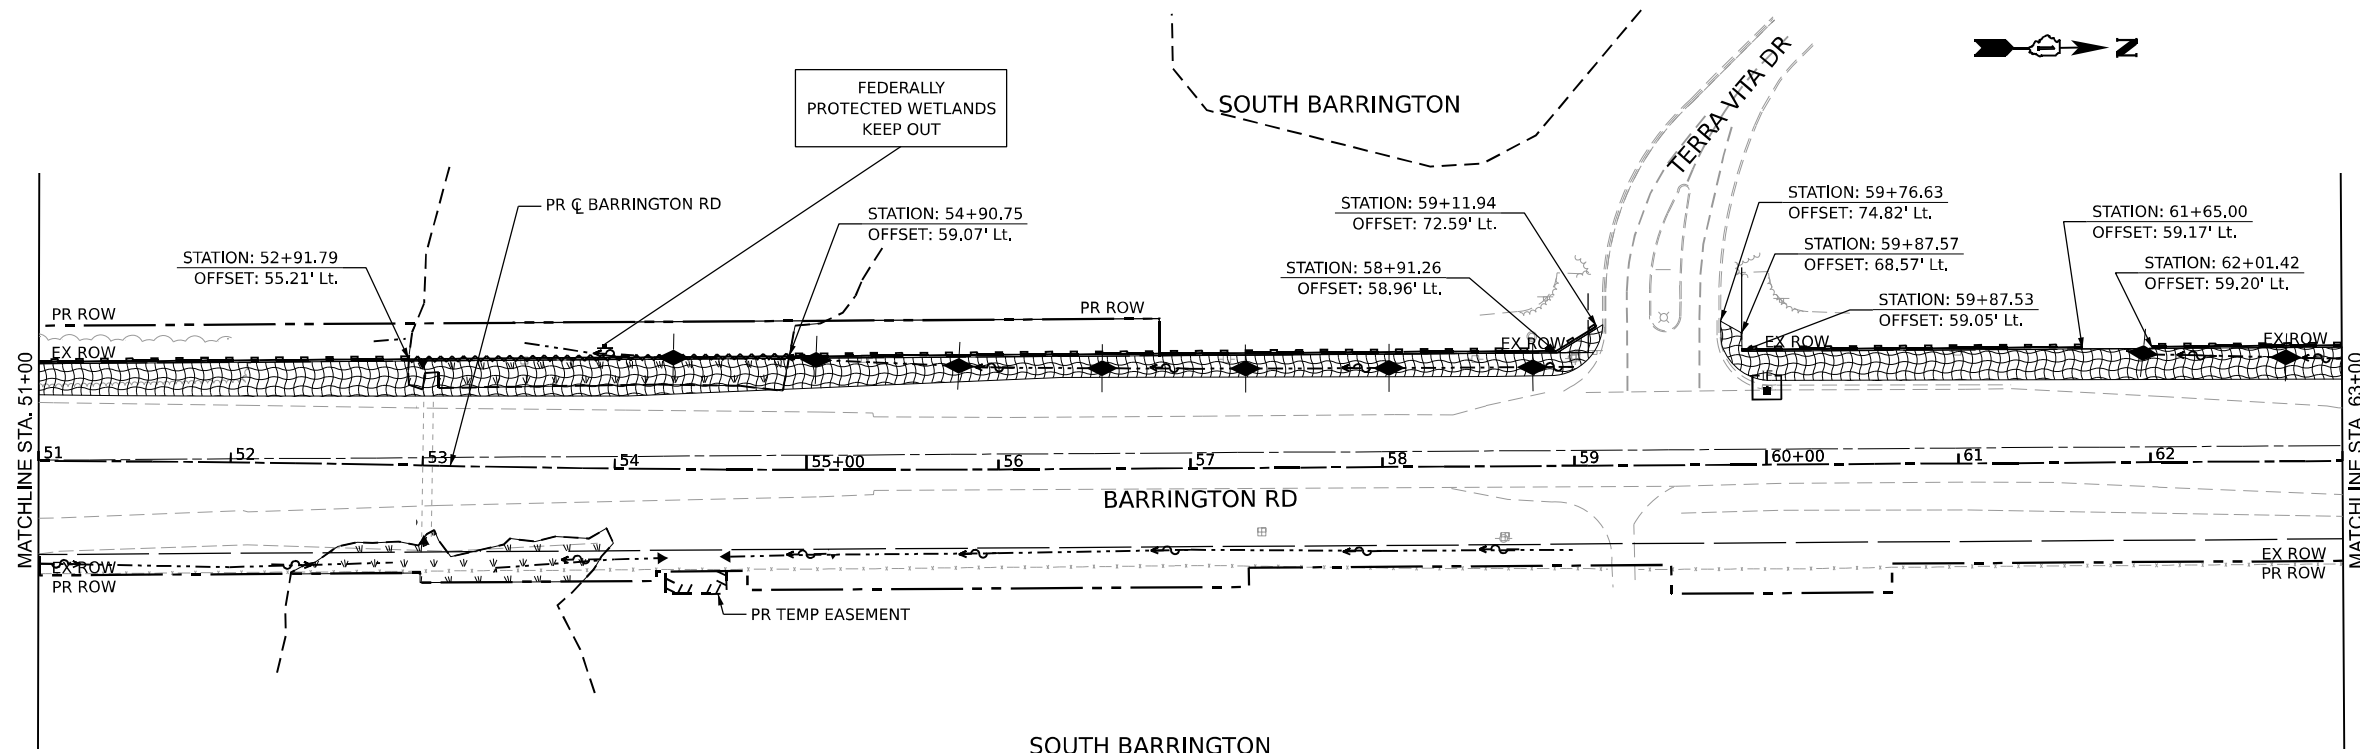 N
FEDERALLY
PROTECTED WETLANDS
KEEP OUT
SOUTH BARRINGTON
TERRA VITA DR
PR ℄ BARRINGTON RD
STATION: 52+91.79
OFFSET: 55.21' Lt.
STATION: 54+90.75
OFFSET: 59.07' Lt.
STATION: 59+11.94
OFFSET: 72.59' Lt.
STATION: 58+91.26
OFFSET: 58.96' Lt.
STATION: 59+76.63
OFFSET: 74.82' Lt.
STATION: 59+87.57
OFFSET: 68.57' Lt.
STATION: 59+87.53
OFFSET: 59.05' Lt.
STATION: 61+65.00
OFFSET: 59.17' Lt.
STATION: 62+01.42
OFFSET: 59.20' Lt.
PR ROW
PR ROW
EX ROW
EX ROW
EX ROW
EX ROW
MATCHLINE STA. 51+00
MATCHLINE STA. 63+00
51
52
53
54
55+00
56
57
58
59
60+00
61
62
BARRINGTON RD
EX ROW
PR ROW
EX ROW
PR ROW
PR TEMP EASEMENT
SOUTH BARRINGTON